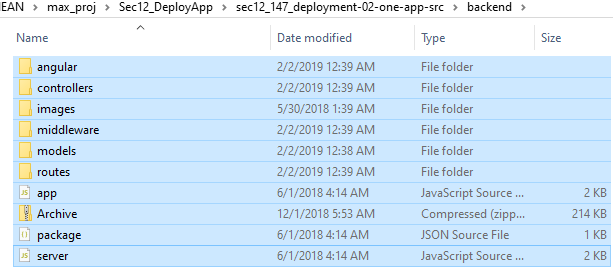 IEAN > max_proj > Sec12_DeployApp > sec12_147_deployment-02-one-app-src > backend >
Name Date modified Type Size
angular 2/2/2019 12:39 AM File folder
controllers 2/2/2019 12:39 AM File folder
images 5/30/2018 1:39 AM File folder
middleware 2/2/2019 12:39 AM File folder
models 2/2/2019 12:38 AM File folder
routes 2/2/2019 12:39 AM File folder
app 6/1/2018 4:14 AM JavaScript Source ... 2 KB
Archive 12/1/2018 5:53 AM Compressed (zipp... 214 KB
package 6/1/2018 4:14 AM JSON Source File 1 KB
server 6/1/2018 4:14 AM JavaScript Source ... 2 KB